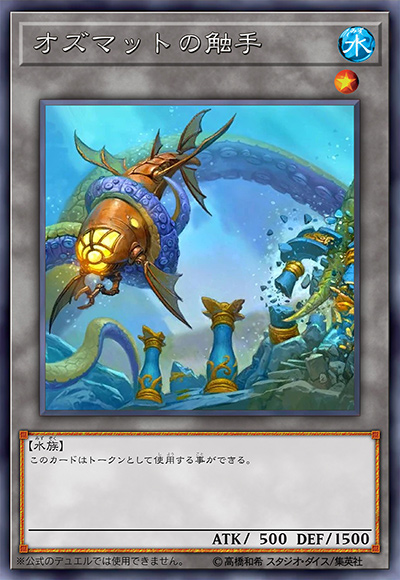 オズマットの触手
水
【水族】
このカードはトークンとして使用する事ができる。
ATK/ 500 DEF/1500
※公式のデュエルでは使用できません。 ©高橋和希 スタジオ・ダイス/集英社